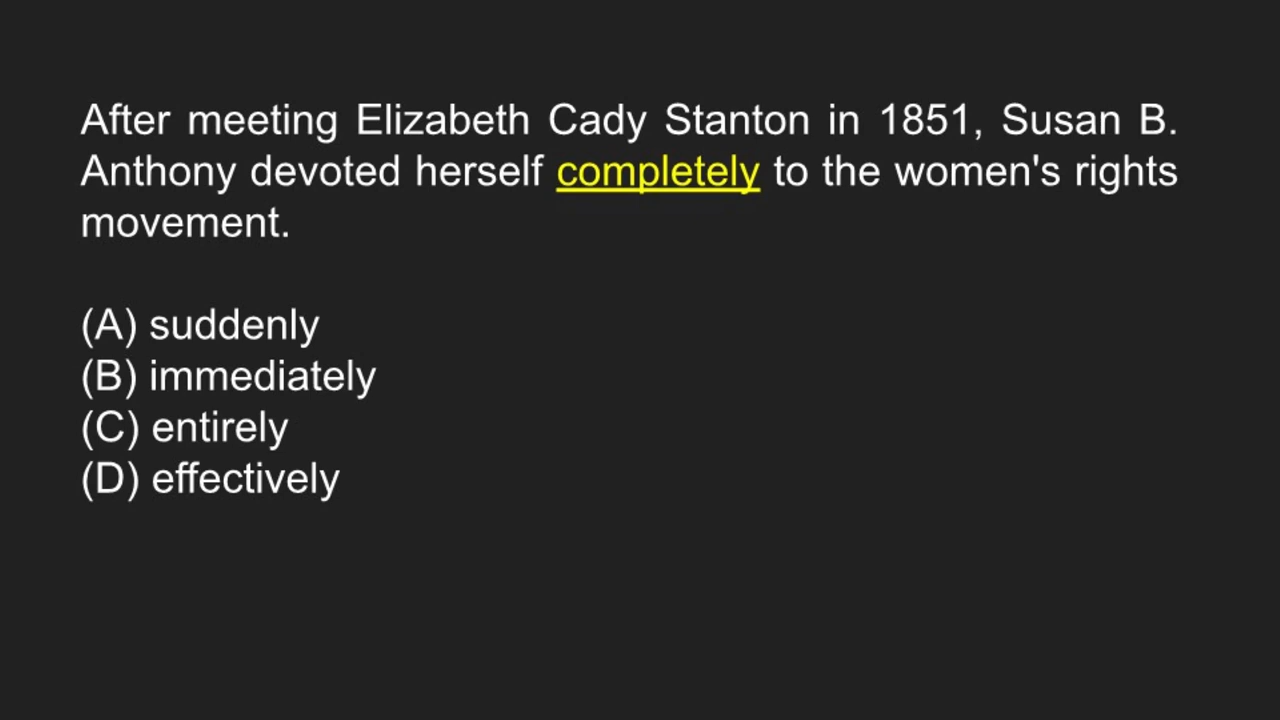 After meeting Elizabeth Cady Stanton in 1851, Susan B.
Anthony devoted herself completely to the women's rights
movement.
(A) suddenly
(B) immediately
(C) entirely
(D) effectively